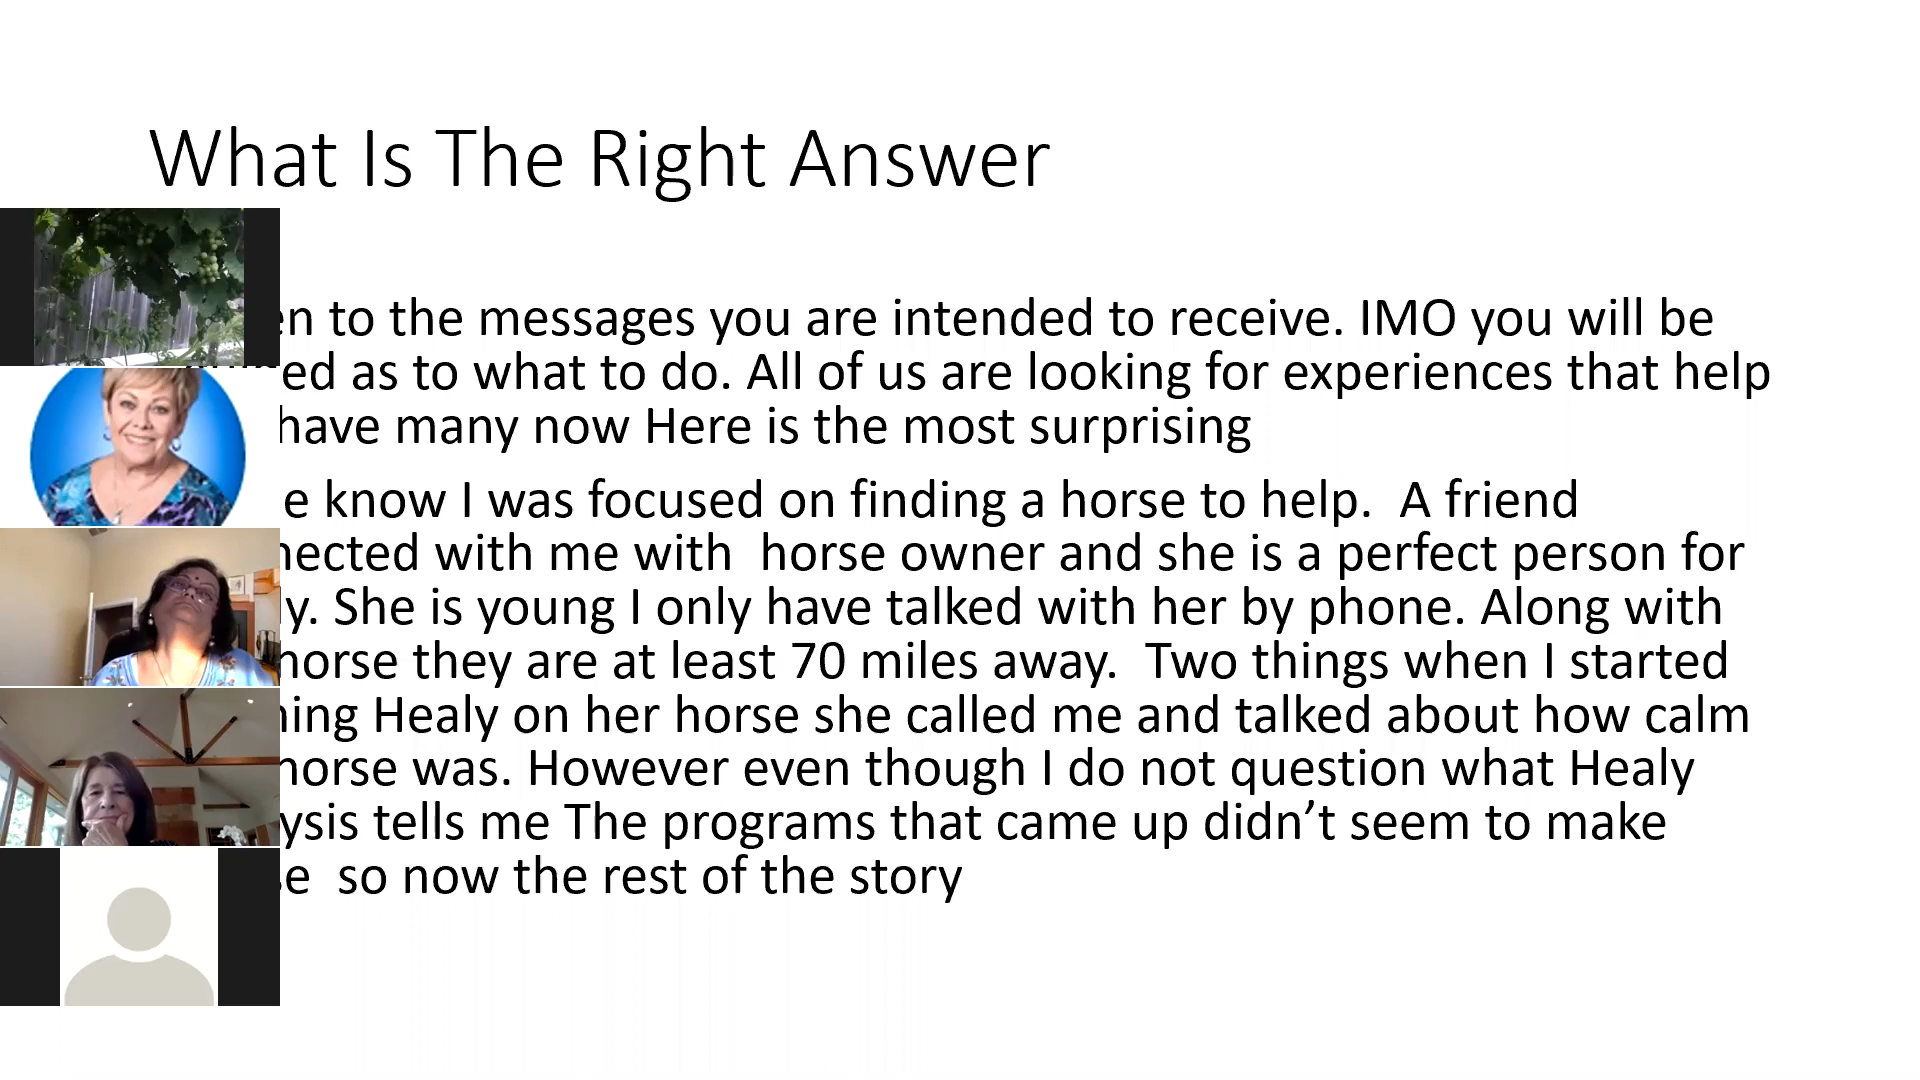 What Is The Right Answer
to the messages you are intended to receive. IMO you will be
as to what to do. All of us are looking for experiences that help
have many now Here is the most surprising
know I was focused on finding a horse to help. A friend
with me with horse owner and she is a perfect person for
She is young I only have talked with her by phone. Along with
horse they are at least 70 miles away. Two things when I started
Healy on her horse she called me and talked about how calm
horse was. However even though I do not question what Healy
tells me The programs that came up didn’t seem to make
so now the rest of the story